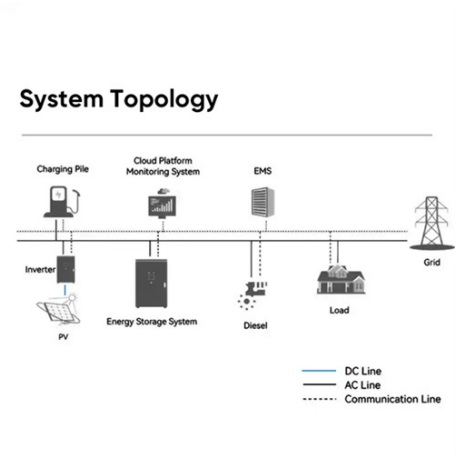 System Topology
Charging Pile
Cloud Platform
Monitoring System
EMS
Grid
Inverter
PV
Energy Storage System
Diesel
Load
DC Line
AC Line
Communication Line